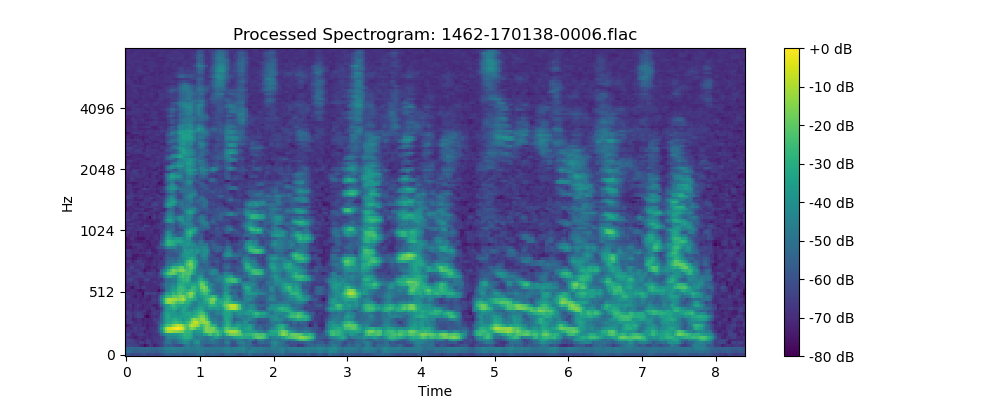 Processed Spectrogram: 1462-170138-0006.flac
Hz
4096
2048
1024
512
0
0 1 2 3 4 5 6 7 8
Time
+0 dB
-10 dB
-20 dB
-30 dB
-40 dB
-50 dB
-60 dB
-70 dB
-80 dB